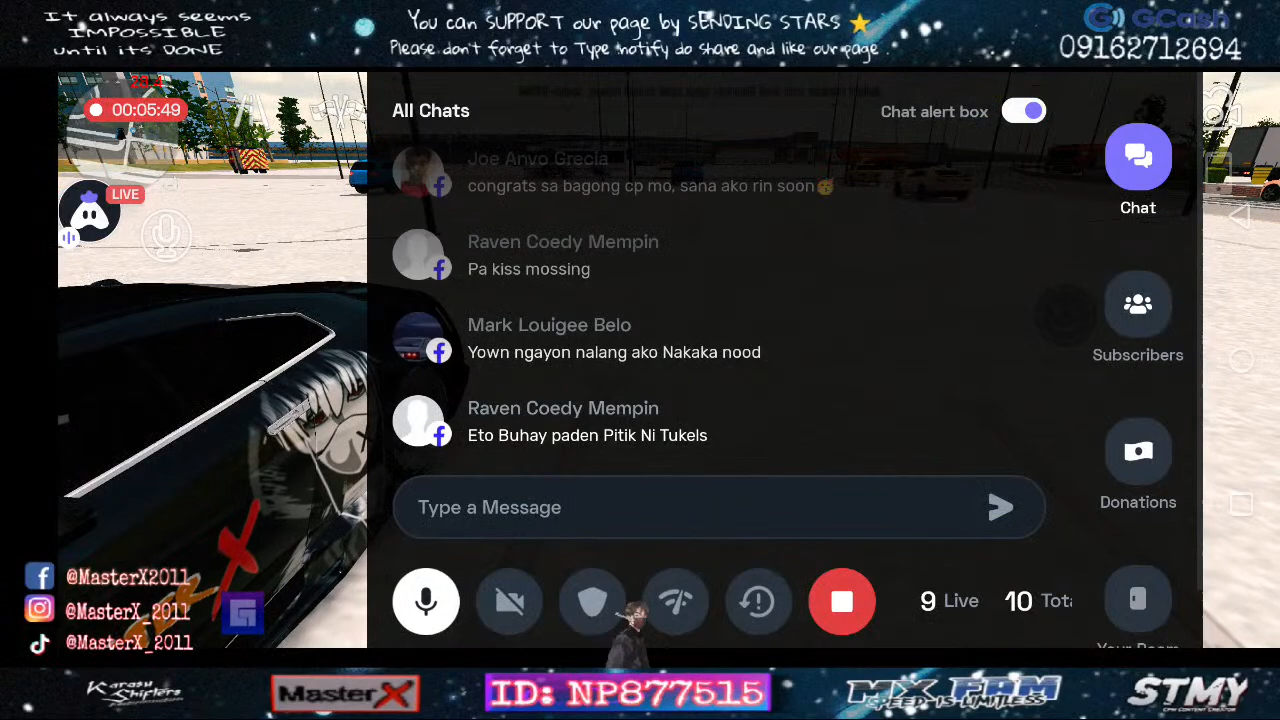 It always seems
IMPOSSIBLE
until its DONE
You can SUPPORT our page by SENDING STARS
Please don't forget to Type notify do share and like our page
GCash
09162712694
00:05:49
LIVE
All Chats
Chat alert box
Joe Anvo Grecia
congrats sa bagong cp mo, sana ako rin soon🥳
Raven Coedy Mempin
Pa kiss mossing
Mark Louigee Belo
Yown ngayon nalang ako Nakaka nood
Raven Coedy Mempin
Eto Buhay paden Pitik Ni Tukels
Type a Message
Chat
Subscribers
Donations
9 Live
10
@MasterX2011
@MasterX_2011
@MasterX_2011
Karasu
Shifters
MasterX
ID: NP877515
MX FAM
SPEED IS LIMITLESS
STMY